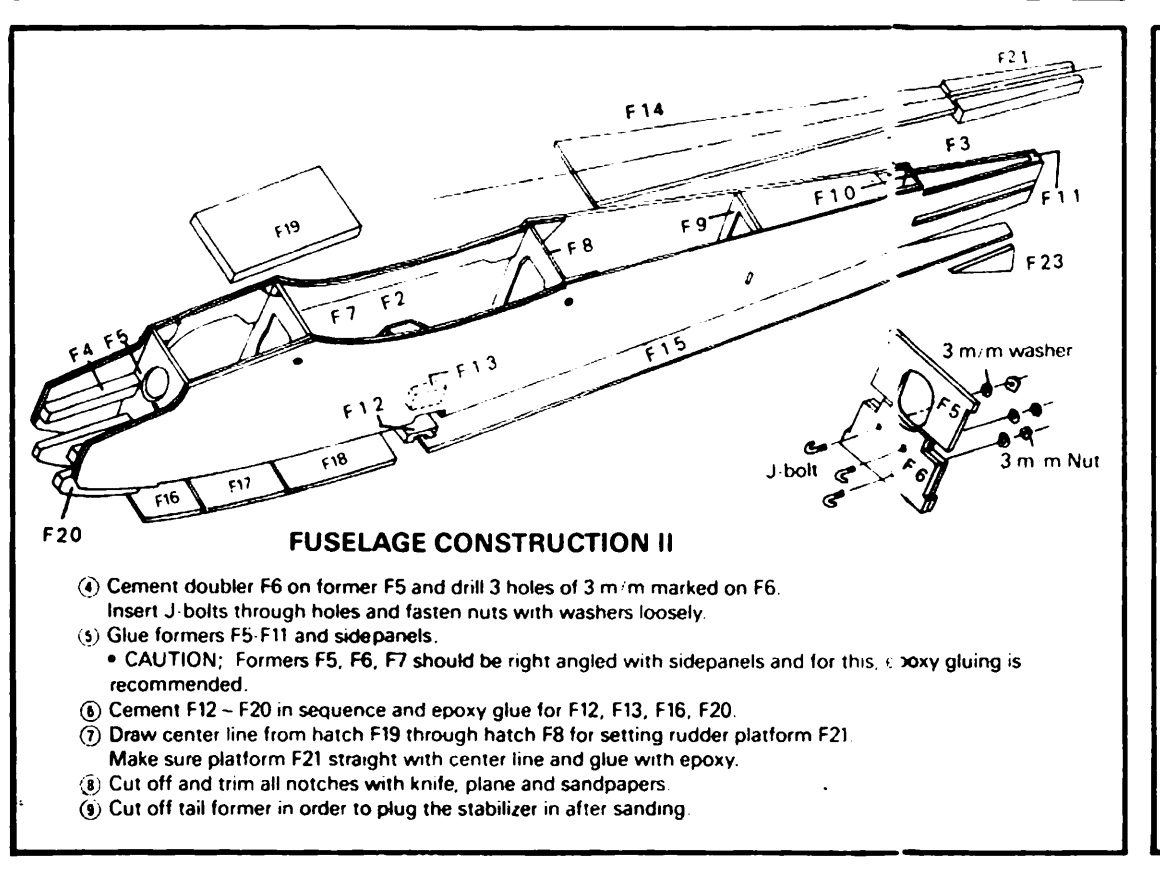 F21
F14
F3
F19
F10
F11
F9
F8
F23
F7 F2
F4 F5
F15
F13
3 m/m washer
F12
F5
F18
J-bolt
F6
3 m m Nut
F16
F17
F20
FUSELAGE CONSTRUCTION II
④ Cement doubler F6 on former F5 and drill 3 holes of 3 m/m marked on F6.
Insert J-bolts through holes and fasten nuts with washers loosely.
⑤ Glue formers F5-F11 and sidepanels.
• CAUTION; Formers F5, F6, F7 should be right angled with sidepanels and for this, epoxy gluing is
recommended.
⑥ Cement F12 ~ F20 in sequence and epoxy glue for F12, F13, F16, F20.
⑦ Draw center line from hatch F19 through hatch F8 for setting rudder platform F21.
Make sure platform F21 straight with center line and glue with epoxy.
⑧ Cut off and trim all notches with knife, plane and sandpapers.
⑨ Cut off tail former in order to plug the stabilizer in after sanding.